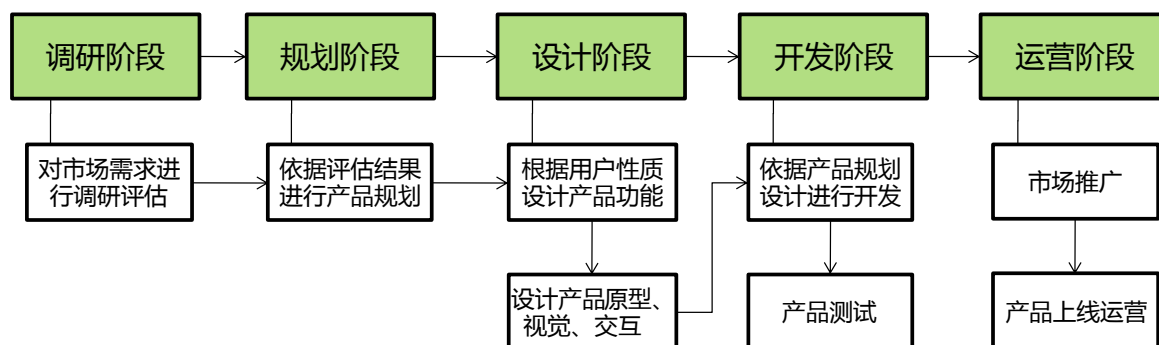 调研阶段
规划阶段
设计阶段
开发阶段
运营阶段
对市场需求进
行调研评估
依据评估结果
进行产品规划
根据用户性质
设计产品功能
依据产品规划
设计进行开发
市场推广
设计产品原型、
视觉、交互
产品测试
产品上线运营